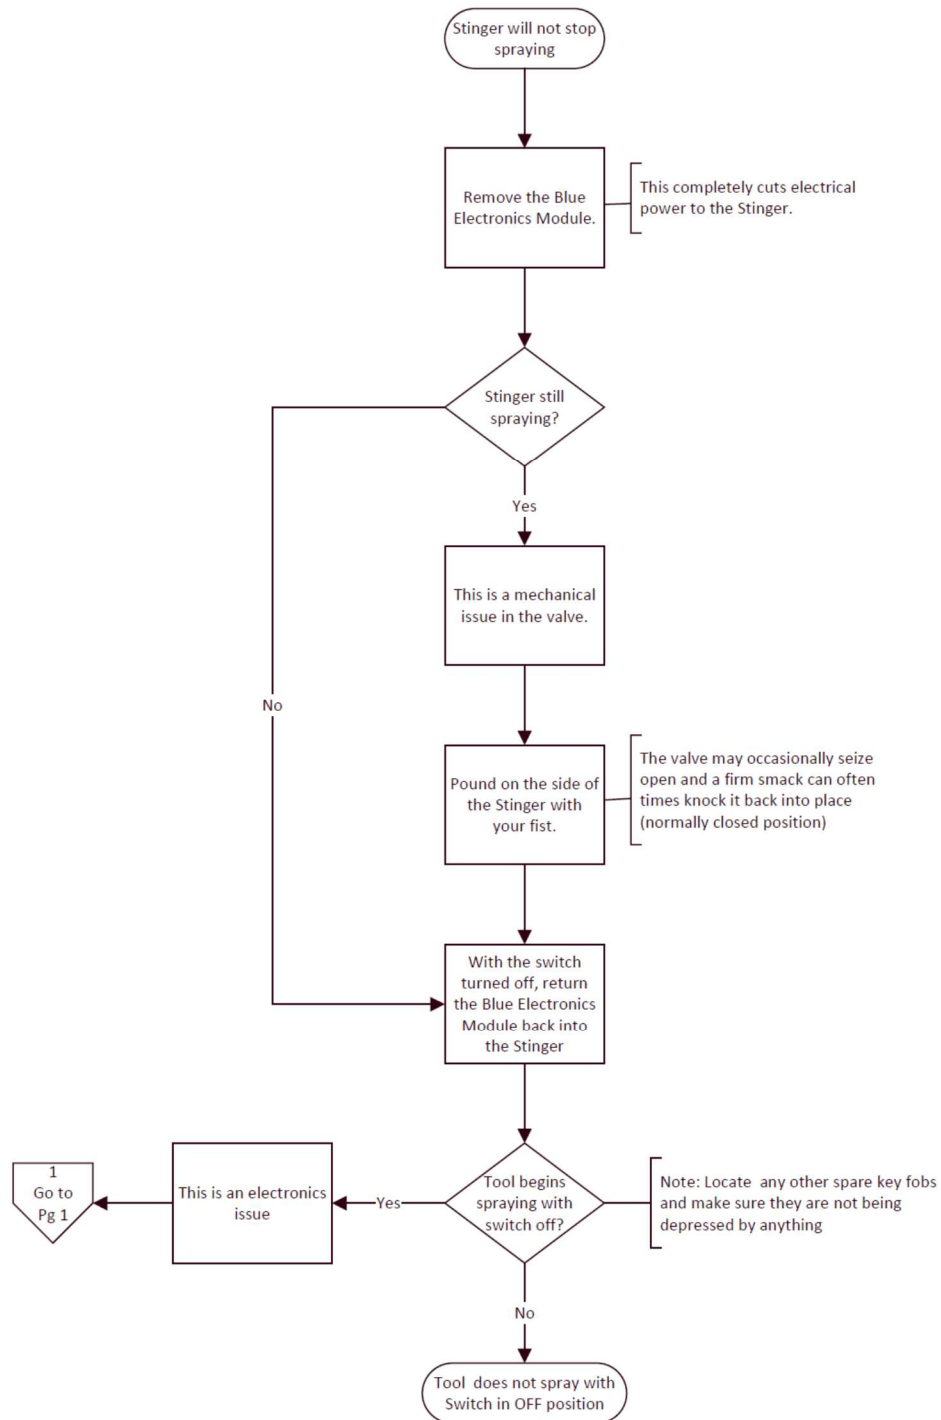 Stinger will not stop
spraying
Remove the Blue
Electronics Module.
This completely cuts electrical
power to the Stinger.
Stinger still
spraying?
Yes
This is a mechanical
issue in the valve.
No
Pound on the side of
the Stinger with
your fist.
The valve may occasionally seize
open and a firm smack can often
times knock it back into place
(normally closed position)
With the switch
turned off, return
the Blue Electronics
Module back into
the Stinger
1
Go to
Pg 1
This is an electronics
issue
Yes
Tool begins
spraying with
switch off?
Note: Locate any other spare key fobs
and make sure they are not being
depressed by anything
No
Tool does not spray with
Switch in OFF position